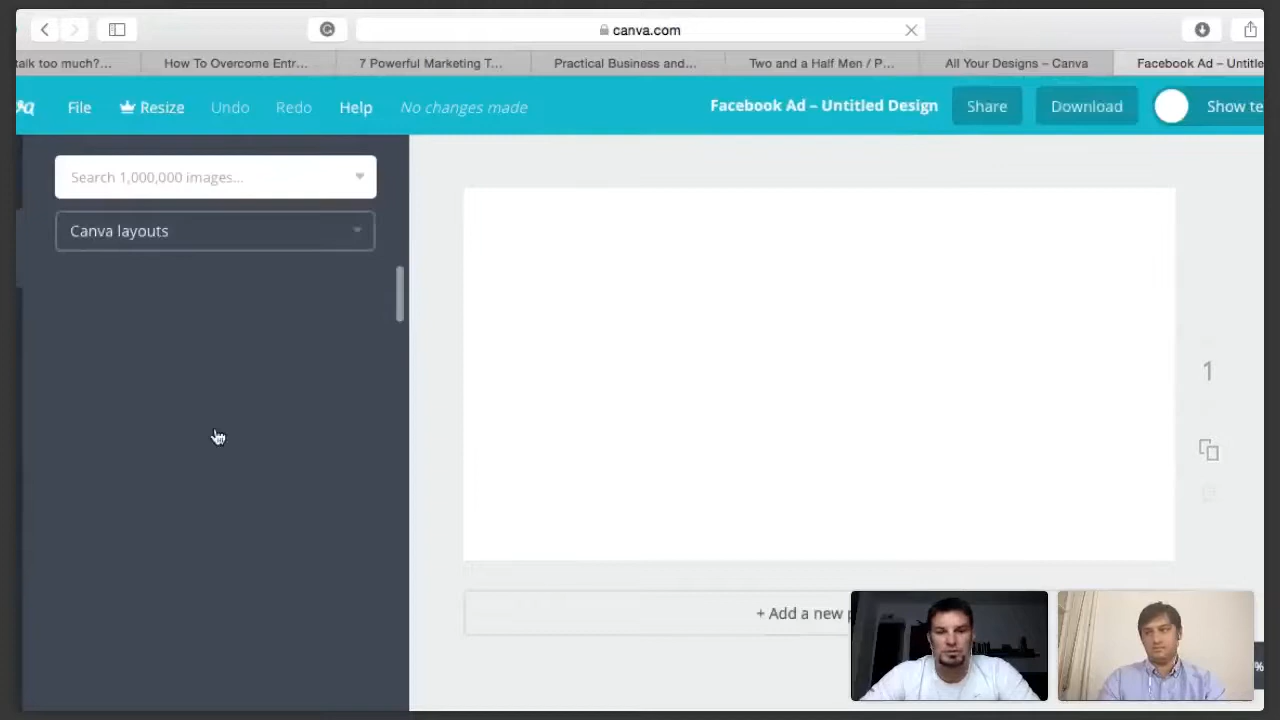 canva.com
talk too much?...
How To Overcome Entr...
7 Powerful Marketing T...
Practical Business and...
Two and a Half Men / P...
All Your Designs – Canva
Facebook Ad – Untitle
File
Resize
Undo
Redo
Help
No changes made
Facebook Ad – Untitled Design
Share
Download
Show te
Search 1,000,000 images...
Canva layouts
1
+ Add a new p
%